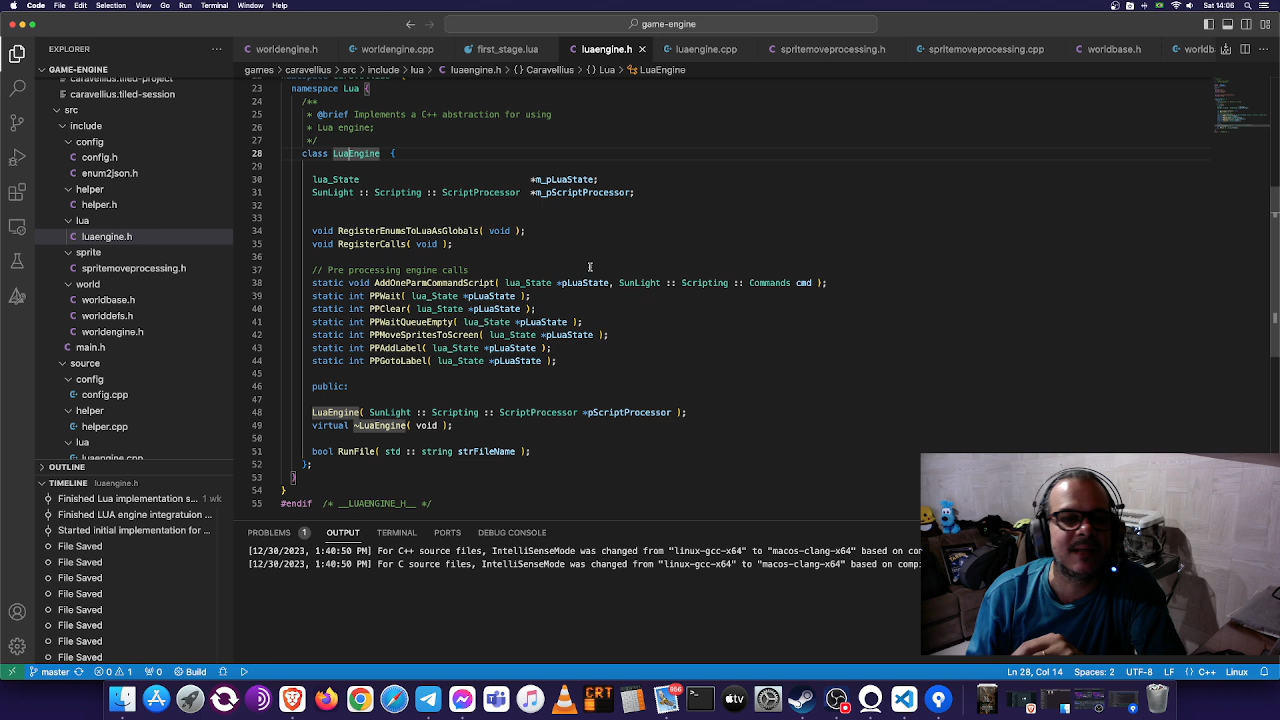 Code File Edit Selection View Go Run Terminal Window Help Sat 14:06
game-engine
EXPLORER
worldengine.h worldengine.cpp first_stage.lua luaengine.h luaengine.cpp spritemoveprocessing.h spritemoveprocessing.cpp worldbase.h worldb
GAME-ENGINE
games > caravellius > src > include > lua > luaengine.h > {} Caravellius > {} Lua > LuaEngine
caravellius.tiled-project
caravellius.tiled-session
src
include
config
config.h
enum2json.h
helper
helper.h
lua
luaengine.h
sprite
spritemoveprocessing.h
world
worldbase.h
worlddefs.h
worldengine.h
main.h
source
config
config.cpp
helper
helper.cpp
lua
luaengine.cpp
23 namespace Lua {
24 /**
25 * @brief Implements a C++ abstraction for using
26 * Lua engine;
27 */
28 class LuaEngine {
29
30 lua_State *m_pLuaState;
31 SunLight :: Scripting :: ScriptProcessor *m_pScriptProcessor;
32
33
34 void RegisterEnumsToLuaAsGlobals( void );
35 void RegisterCalls( void );
36
37 // Pre processing engine calls
38 static void AddOneParmCommandScript( lua_State *pLuaState, SunLight :: Scripting :: Commands cmd );
39 static int PPWait( lua_State *pLuaState );
40 static int PPClear( lua_State *pLuaState );
41 static int PPWaitQueueEmpty( lua_State *pLuaState );
42 static int PPMoveSpritesToScreen( lua_State *pLuaState );
43 static int PPAddLabel( lua_State *pLuaState );
44 static int PPGotoLabel( lua_State *pLuaState );
45
46 public:
47
48 LuaEngine( SunLight :: Scripting :: ScriptProcessor *pScriptProcessor );
49 virtual ~LuaEngine( void );
50
51 bool RunFile( std :: string strFileName );
52 };
53 }
54 }
55 #endif /* __LUAENGINE_H__ */
OUTLINE
TIMELINE luaengine.h
Finished Lua implementation s... 1 wk
Finished LUA engine integratuion ...
Started initial implementation for ...
File Saved
File Saved
File Saved
File Saved
File Saved
File Saved
File Saved
File Saved
PROBLEMS 1 OUTPUT TERMINAL PORTS DEBUG CONSOLE
[12/30/2023, 1:40:50 PM] For C++ source files, IntelliSenseMode was changed from "linux-gcc-x64" to "macos-clang-x64" based on co
[12/30/2023, 1:40:50 PM] For C source files, IntelliSenseMode was changed from "linux-gcc-x64" to "macos-clang-x64" based on compi
master 0 1 0 Build Ln 28, Col 14 Spaces: 2 UTF-8 LF {} C++ Linux
CRT 956